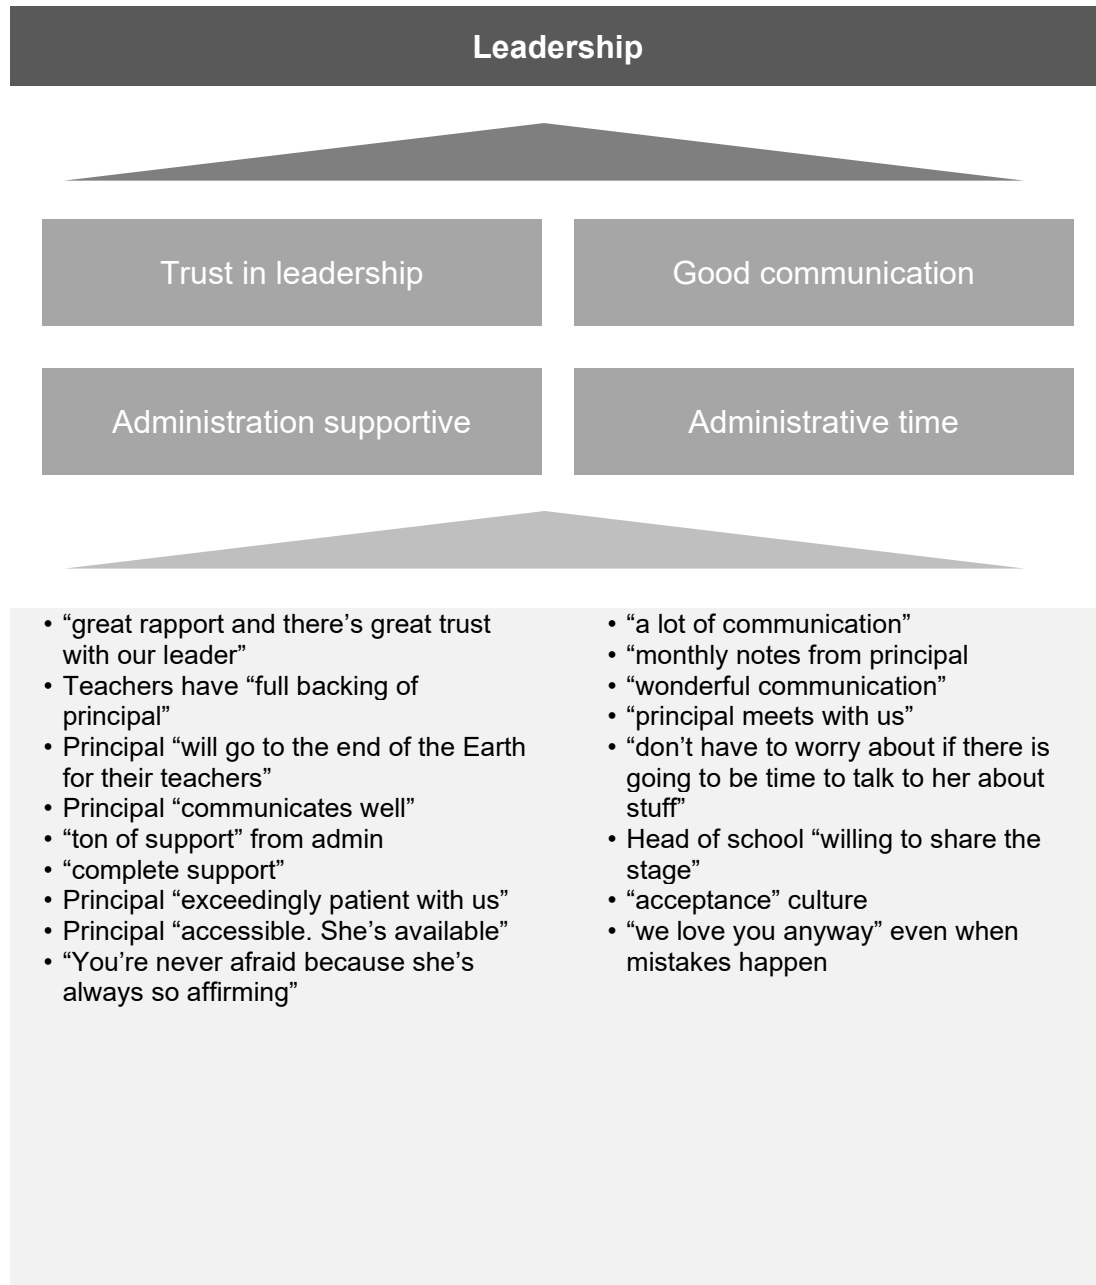 Leadership
Trust in leadership
Good communication
Administration supportive
Administrative time
• “great rapport and there’s great trust
with our leader”
• Teachers have “full backing of
principal”
• Principal “will go to the end of the Earth
for their teachers”
• Principal “communicates well”
• “ton of support” from admin
• “complete support”
• Principal “exceedingly patient with us”
• Principal “accessible. She’s available”
• “You’re never afraid because she’s
always so affirming”
• “a lot of communication”
• “monthly notes from principal
• “wonderful communication”
• “principal meets with us”
• “don’t have to worry about if there is
going to be time to talk to her about
stuff”
• Head of school “willing to share the
stage”
• “acceptance” culture
• “we love you anyway” even when
mistakes happen